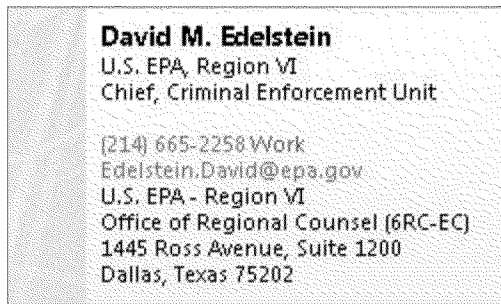 David M. Edelstein
U.S. EPA, Region VI
Chief, Criminal Enforcement Unit
(214) 665-2258 Work
Edelstein.David@epa.gov
U.S. EPA - Region VI
Office of Regional Counsel (6RC-EC)
1445 Ross Avenue, Suite 1200
Dallas, Texas 75202